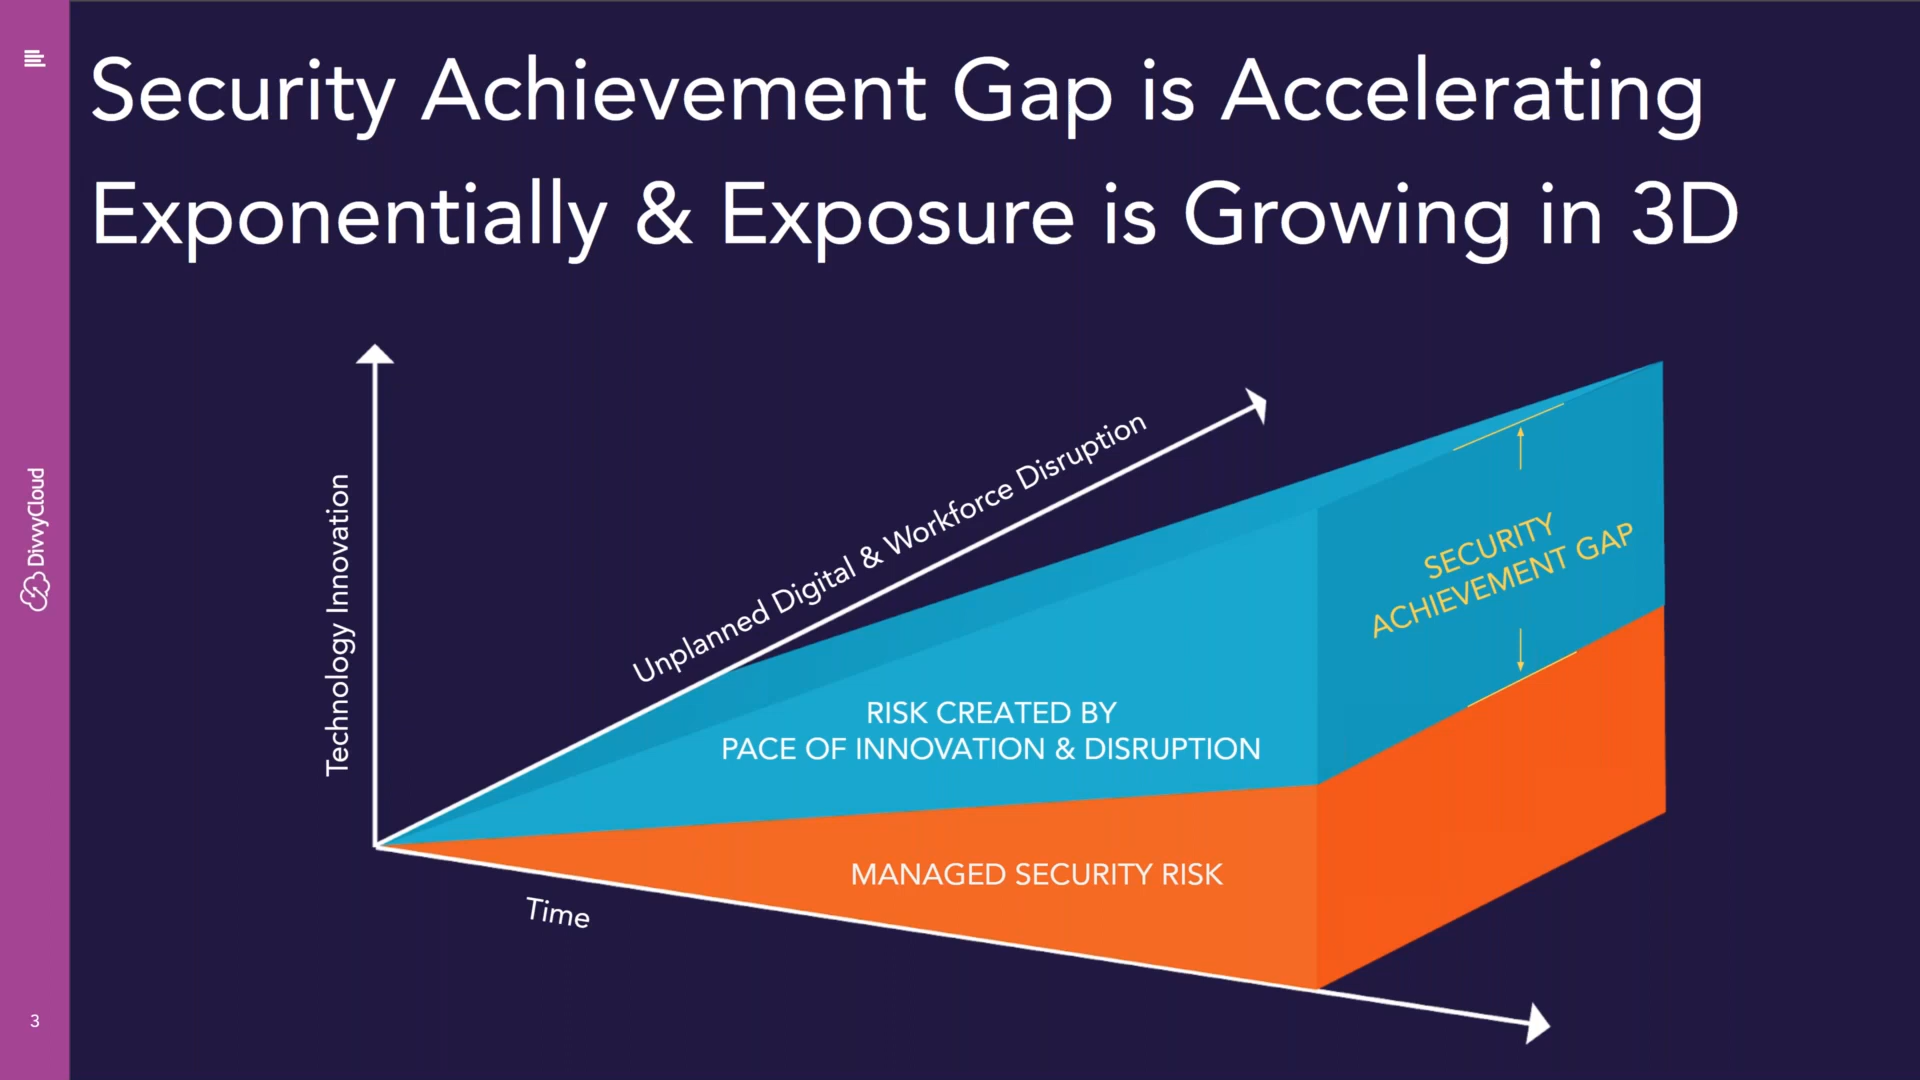 Security Achievement Gap is Accelerating
Exponentially & Exposure is Growing in 3D
Technology Innovation
Unplanned Digital & Workforce Disruption
SECURITY
ACHIEVEMENT GAP
RISK CREATED BY
PACE OF INNOVATION & DISRUPTION
MANAGED SECURITY RISK
Time
DivvyCloud
3